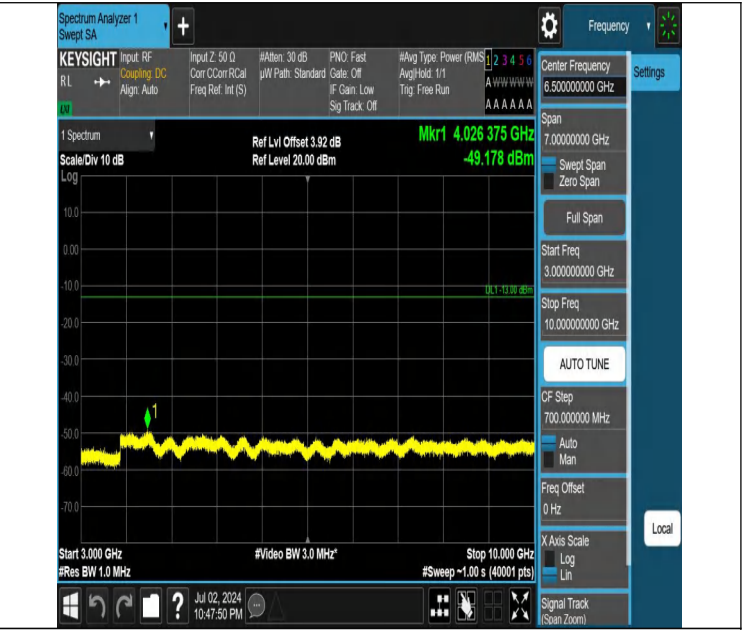 Spectrum Analyzer 1
Swept SA
Frequency
KEYSIGHT
RL
Input: RF
Coupling: DC
Align: Auto
Input Z: 50 Ω
Corr CCorr RCal
Freq Ref: Int (S)
#Atten: 30 dB
µW Path: Standard
PNO: Fast
Gate: Off
IF Gain: Low
Sig Track: Off
#Avg Type: Power (RMS
Avg|Hold: 1/1
Trig: Free Run
1 2 3 4 5 6
A W W W W W
A A A A A A
Center Frequency
6.500000000 GHz
Settings
Span
7.00000000 GHz
Swept Span
Zero Span
Full Span
Start Freq
3.000000000 GHz
Stop Freq
10.000000000 GHz
AUTO TUNE
CF Step
700.000000 MHz
Auto
Man
Freq Offset
0 Hz
X Axis Scale
Log
Lin
Signal Track
(Span Zoom)
Local
1 Spectrum
Scale/Div 10 dB
Log
Ref Lvl Offset 3.92 dB
Ref Level 20.00 dBm
Mkr1 4.026 375 GHz
-49.178 dBm
10.0
0.00
-10.0
DL1 -13.00 dBm
-20.0
-30.0
-40.0
1
-50.0
-60.0
-70.0
Start 3.000 GHz
#Video BW 3.0 MHz*
Stop 10.000 GHz
#Res BW 1.0 MHz
#Sweep ~1.00 s (40001 pts)
?
Jul 02, 2024
10:47:50 PM